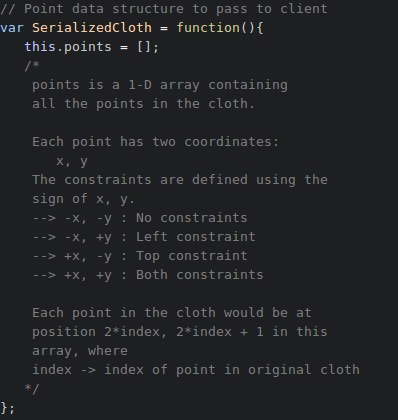 // Point data structure to pass to client
var SerializedCloth = function(){
this.points = [];
/*
points is a 1-D array containing
all the points in the cloth.
Each point has two coordinates:
x, y
The constraints are defined using the
sign of x, y.
--> -x, -y : No constraints
--> -x, +y : Left constraint
--> +x, -y : Top constraint
--> +x, +y : Both constraints
Each point in the cloth would be at
position 2*index, 2*index + 1 in this
array, where
index -> index of point in original cloth
*/
};